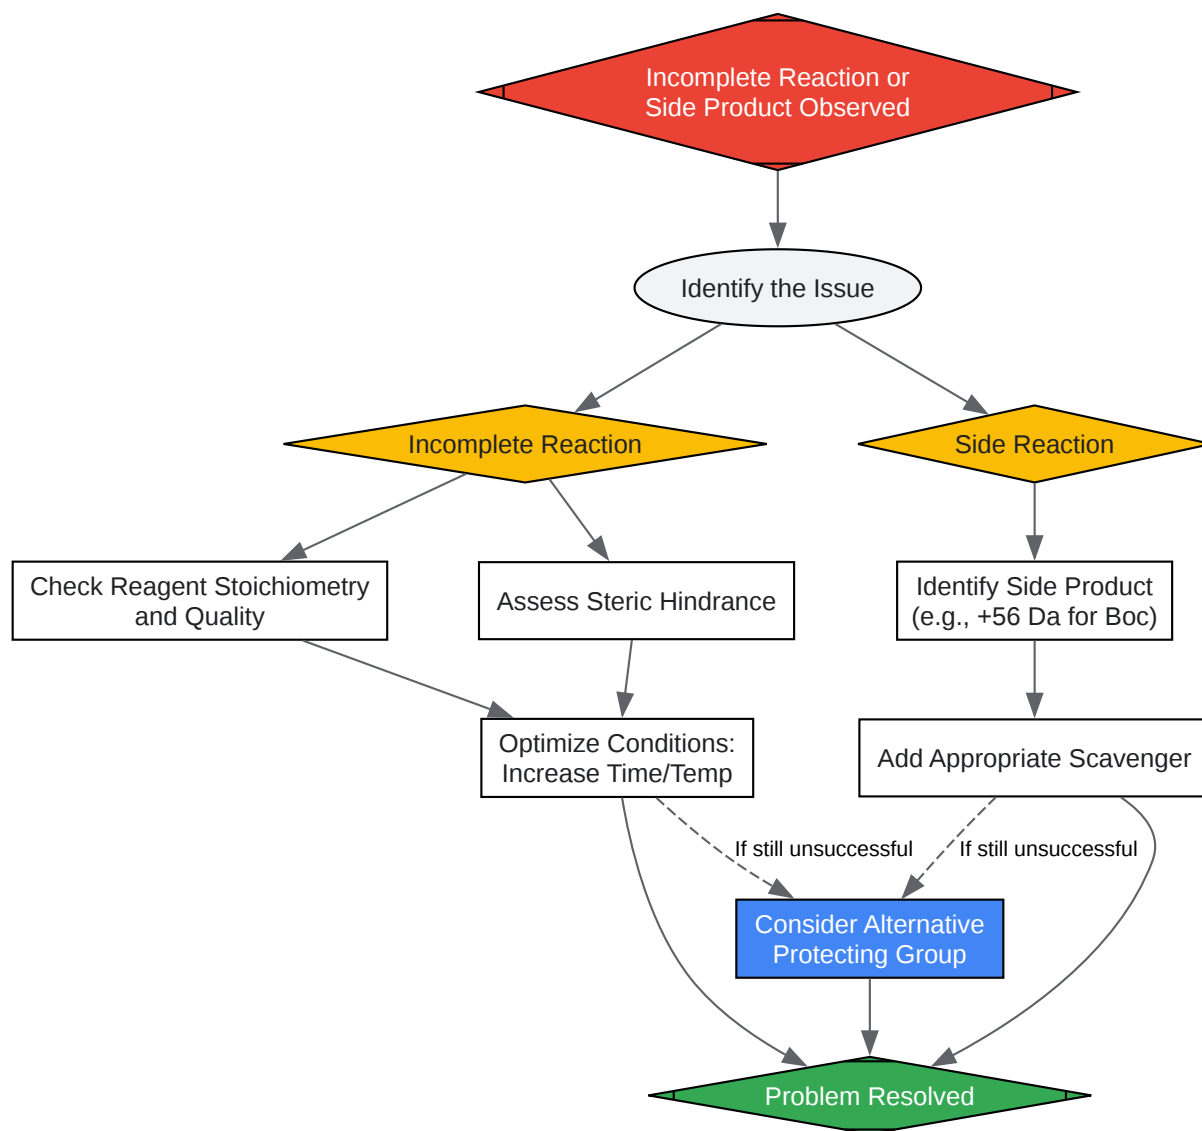 Incomplete Reaction or
Side Product Observed
Identify the Issue
Incomplete Reaction
Side Reaction
Check Reagent Stoichiometry
and Quality
Assess Steric Hindrance
Identify Side Product
(e.g., +56 Da for Boc)
Optimize Conditions:
Increase Time/Temp
Add Appropriate Scavenger
If still unsuccessful
If still unsuccessful
Consider Alternative
Protecting Group
Problem Resolved